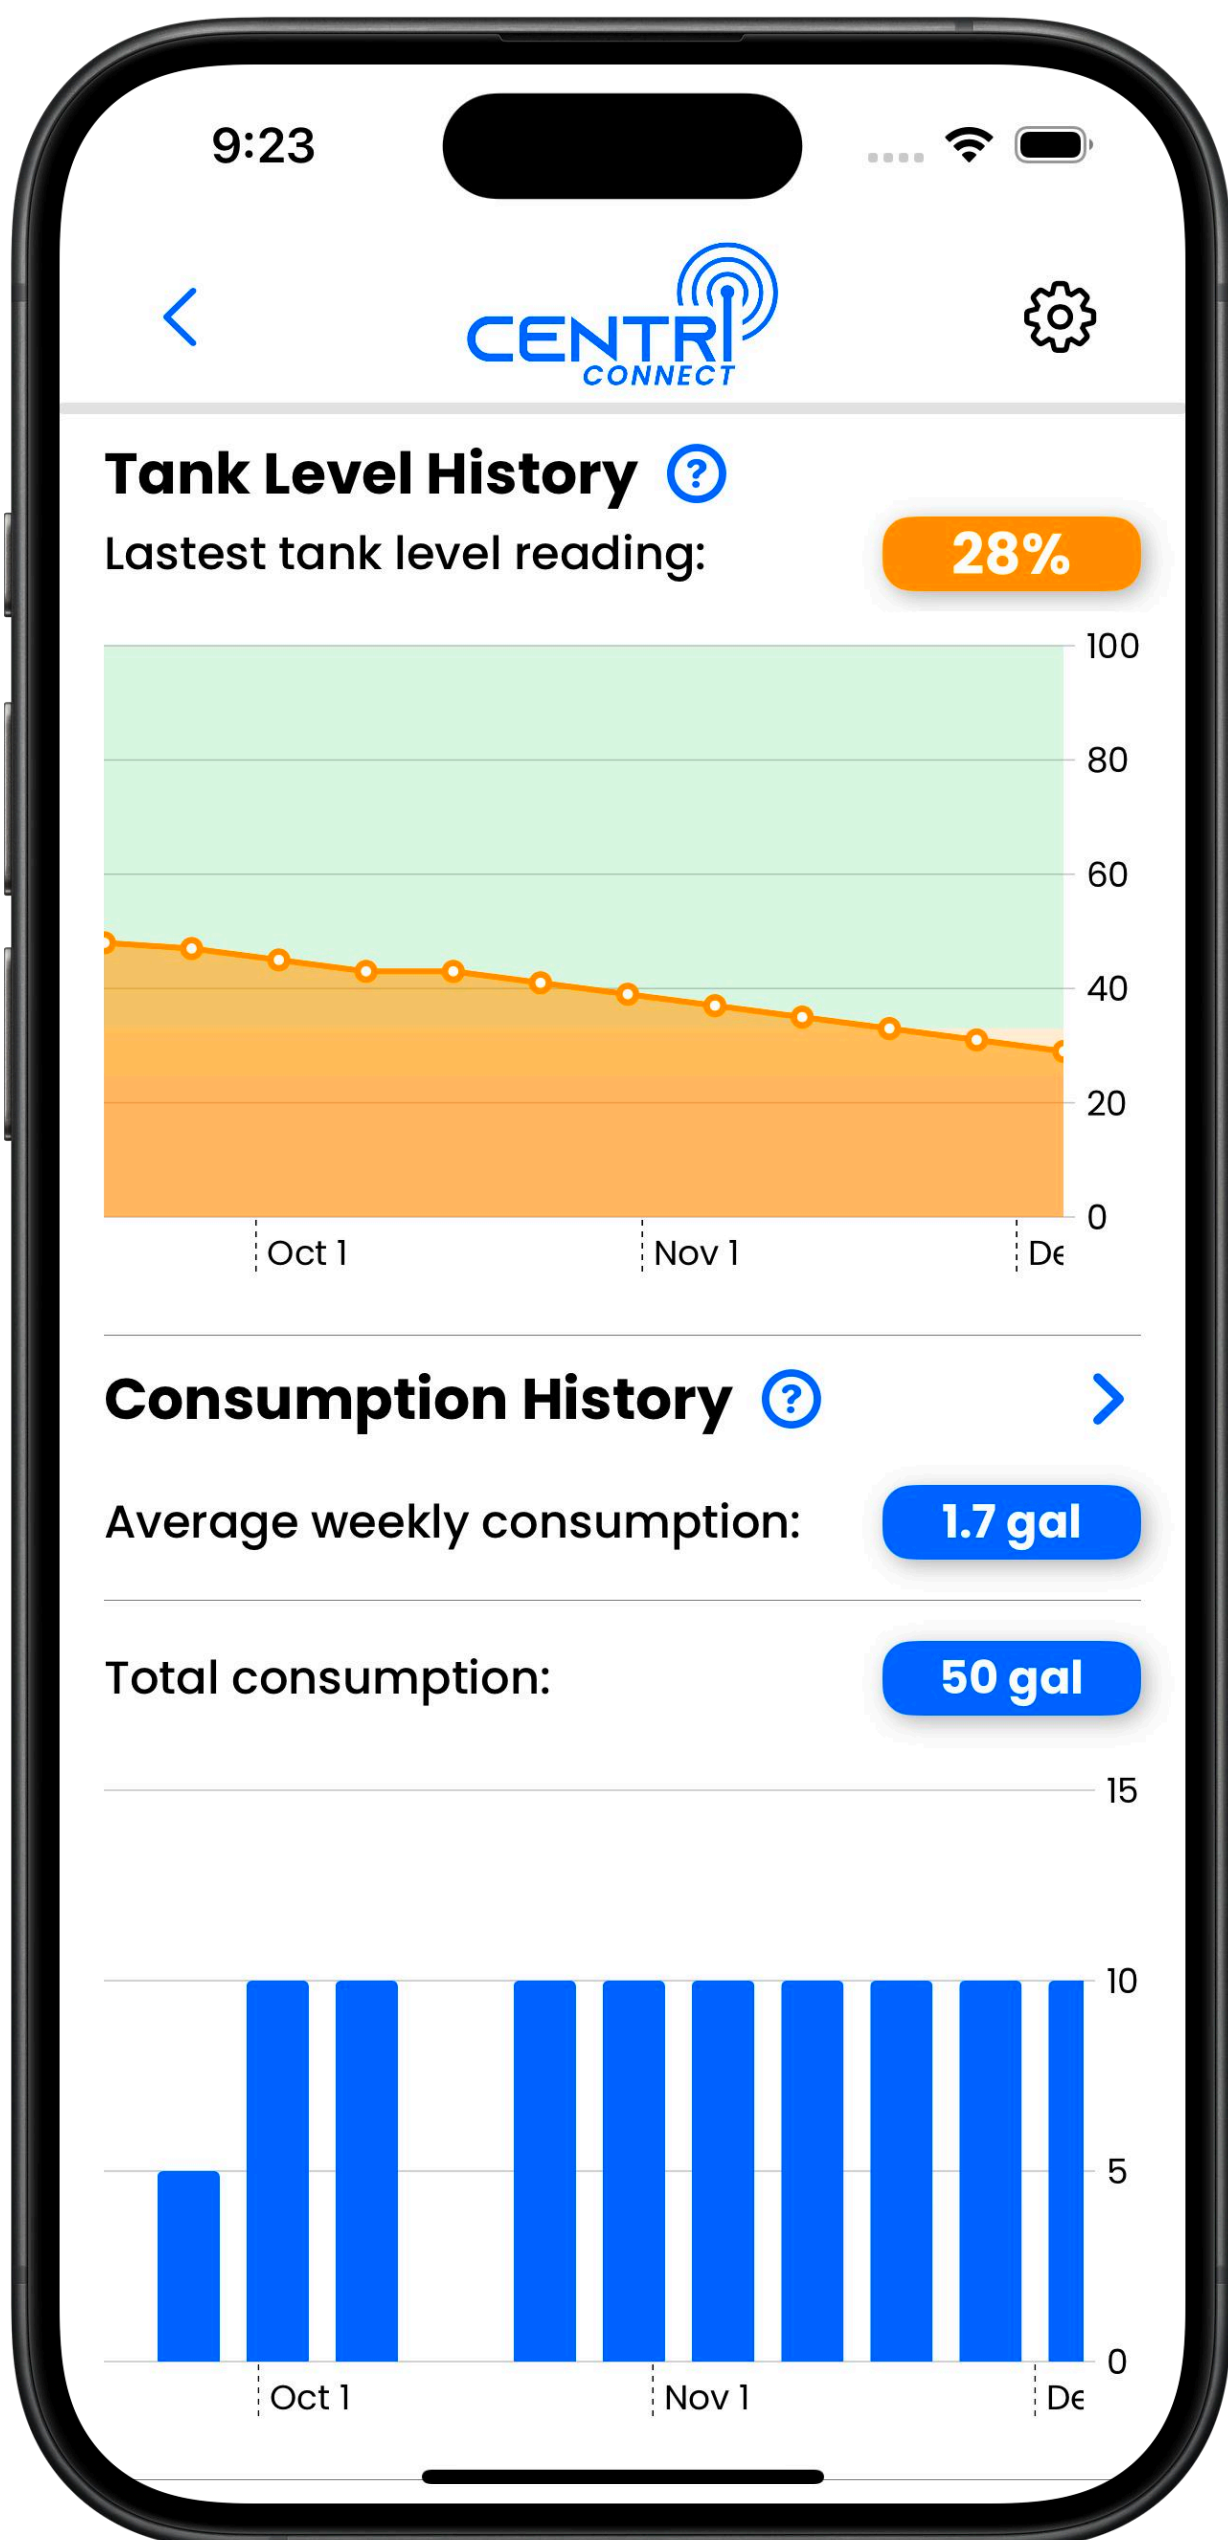 9:23
CENTRI
CONNECT
Tank Level History ?
Lastest tank level reading: 28%
100
80
60
40
20
0
Oct 1 Nov 1 De
Consumption History ?
Average weekly consumption: 1.7 gal
Total consumption: 50 gal
15
10
5
0
Oct 1 Nov 1 De